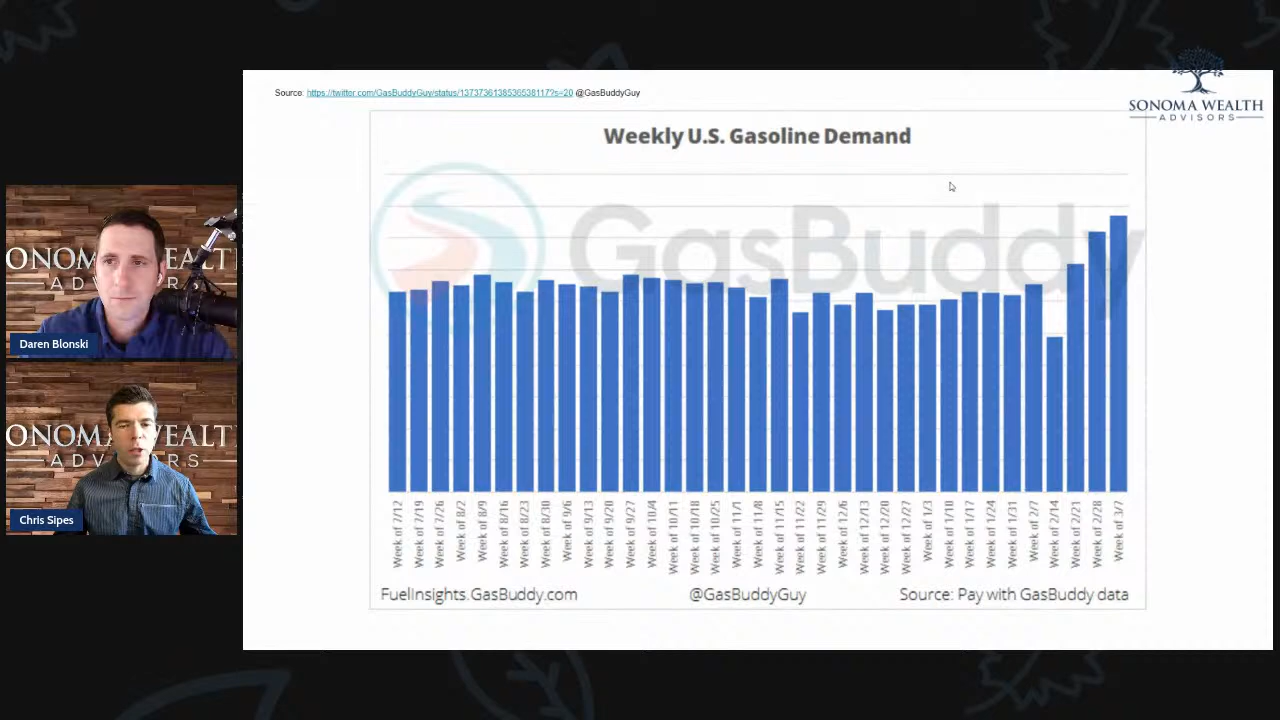 Source: https://twitter.com/GasBuddyGuy/status/1373736138536538117?s=20 @GasBuddyGuy
SONOMA WEALTH
ADVISORS
Weekly U.S. Gasoline Demand
GasBuddy
ONOMA WEALTH
ADVISORS
Daren Blonski
ONOMA WEALTH
ADVISORS
Chris Sipes
Week of 7/12
Week of 7/19
Week of 7/26
Week of 8/2
Week of 8/9
Week of 8/16
Week of 8/23
Week of 8/30
Week of 9/6
Week of 9/13
Week of 9/20
Week of 9/27
Week of 10/4
Week of 10/11
Week of 10/18
Week of 10/25
Week of 11/1
Week of 11/8
Week of 11/15
Week of 11/22
Week of 11/29
Week of 12/6
Week of 12/13
Week of 12/20
Week of 12/27
Week of 1/3
Week of 1/10
Week of 1/17
Week of 1/24
Week of 1/31
Week of 2/7
Week of 2/14
Week of 2/21
Week of 2/28
Week of 3/7
FuelInsights.GasBuddy.com
@GasBuddyGuy
Source: Pay with GasBuddy data